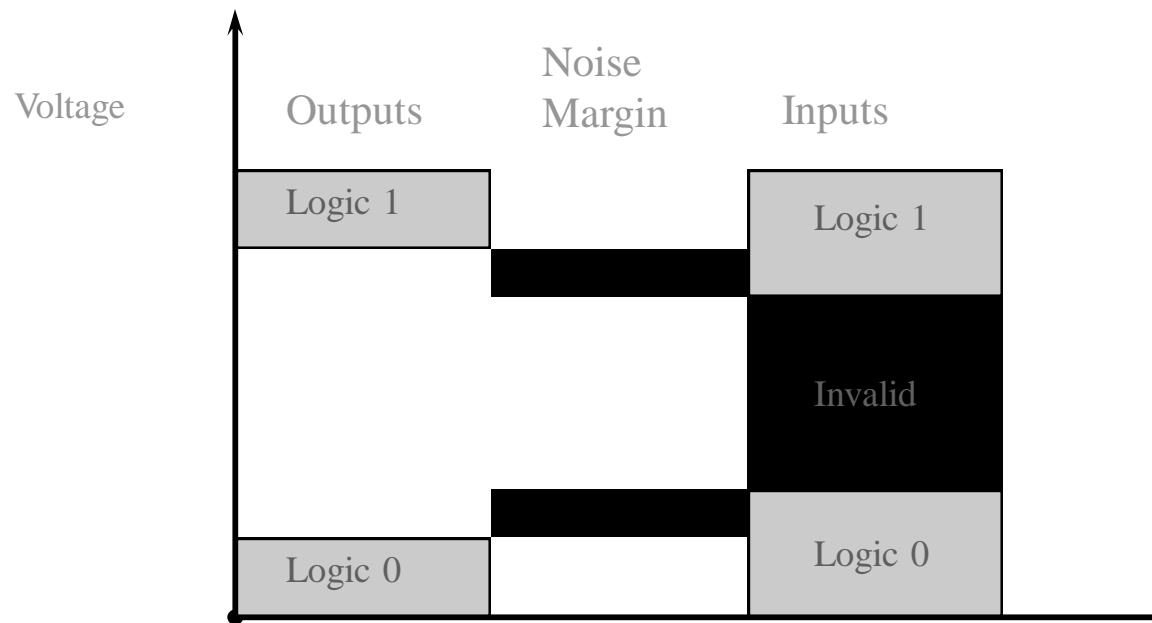 Voltage
Outputs
Noise
Margin
Inputs
Logic 1
Logic 1
Invalid
Logic 0
Logic 0